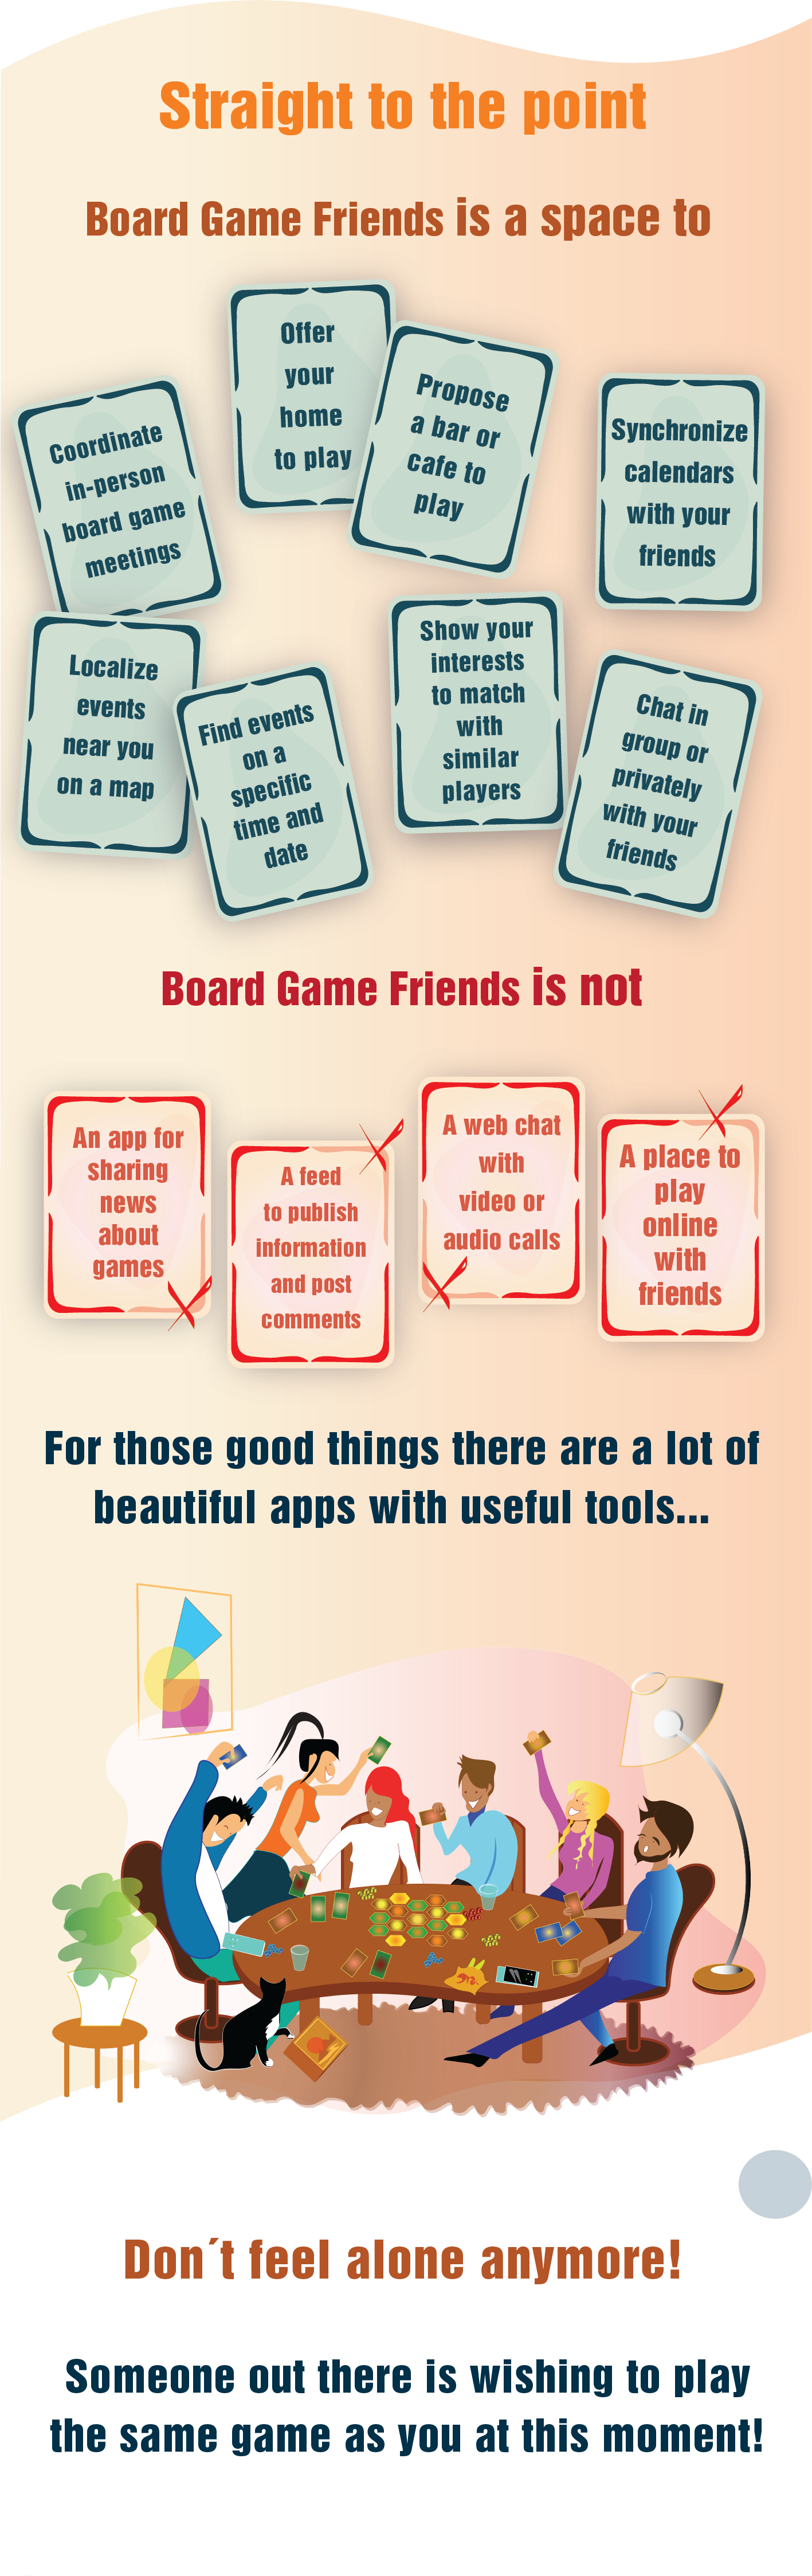 Straight to the point
Board Game Friends is a space to
Coordinate
in-person
board game
meetings
Offer
your
home
to play
Propose
a bar or
cafe to
play
Synchronize
calendars
with your
friends
Localize
events
near you
on a map
Find events
on a
specific
time and
date
Show your
interests
to match
with
similar
players
Chat in
group or
privately
with your
friends
Board Game Friends is not
An app for
sharing
news
about
games
A feed
to publish
information
and post
comments
A web chat
with
video or
audio calls
A place to
play
online
with
friends
For those good things there are a lot of
beautiful apps with useful tools...
Don´t feel alone anymore!
Someone out there is wishing to play
the same game as you at this moment!